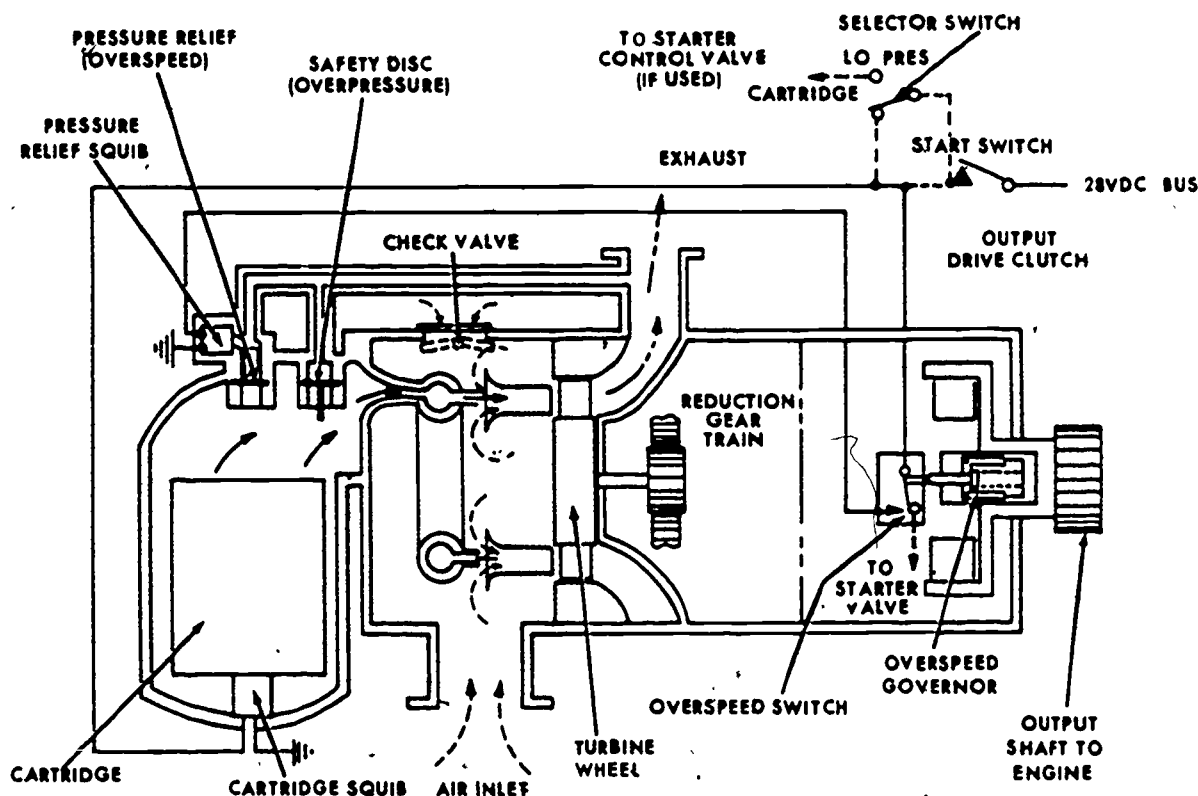 PRESSURE RELIEF
(OVERSPEED)
SAFETY DISC
(OVERPRESSURE)
PRESSURE
RELIEF SQUIB
TO STARTER
CONTROL VALVE
(IF USED)
SELECTOR SWITCH
LO PRES
CARTRIDGE
START SWITCH
28VDC BUS
EXHAUST
CHECK VALVE
OUTPUT
DRIVE CLUTCH
REDUCTION
GEAR
TRAIN
TO
STARTER
VALVE
OVERSPEED
GOVERNOR
OVERSPEED SWITCH
OUTPUT
SHAFT TO
ENGINE
TURBINE
WHEEL
CARTRIDGE
CARTRIDGE SQUIB
AIR INLET